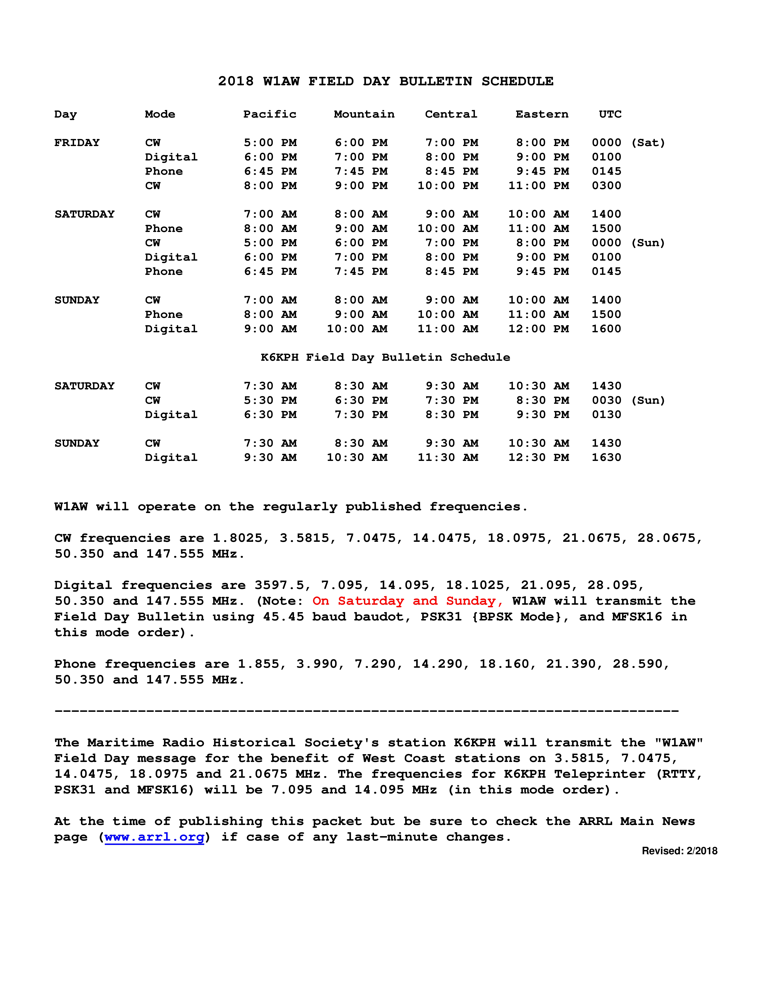 2018 W1AW FIELD DAY BULLETIN SCHEDULE
Day Mode Pacific Mountain Central Eastern UTC
FRIDAY CW 5:00 PM 6:00 PM 7:00 PM 8:00 PM 0000 (Sat)
Digital 6:00 PM 7:00 PM 8:00 PM 9:00 PM 0100
Phone 6:45 PM 7:45 PM 8:45 PM 9:45 PM 0145
CW 8:00 PM 9:00 PM 10:00 PM 11:00 PM 0300
SATURDAY CW 7:00 AM 8:00 AM 9:00 AM 10:00 AM 1400
Phone 8:00 AM 9:00 AM 10:00 AM 11:00 AM 1500
CW 5:00 PM 6:00 PM 7:00 PM 8:00 PM 0000 (Sun)
Digital 6:00 PM 7:00 PM 8:00 PM 9:00 PM 0100
Phone 6:45 PM 7:45 PM 8:45 PM 9:45 PM 0145
SUNDAY CW 7:00 AM 8:00 AM 9:00 AM 10:00 AM 1400
Phone 8:00 AM 9:00 AM 10:00 AM 11:00 AM 1500
Digital 9:00 AM 10:00 AM 11:00 AM 12:00 PM 1600
K6KPH Field Day Bulletin Schedule
SATURDAY CW 7:30 AM 8:30 AM 9:30 AM 10:30 AM 1430
CW 5:30 PM 6:30 PM 7:30 PM 8:30 PM 0030 (Sun)
Digital 6:30 PM 7:30 PM 8:30 PM 9:30 PM 0130
SUNDAY CW 7:30 AM 8:30 AM 9:30 AM 10:30 AM 1430
Digital 9:30 AM 10:30 AM 11:30 AM 12:30 PM 1630
W1AW will operate on the regularly published frequencies.
CW frequencies are 1.8025, 3.5815, 7.0475, 14.0475, 18.0975, 21.0675, 28.0675,
50.350 and 147.555 MHz.
Digital frequencies are 3597.5, 7.095, 14.095, 18.1025, 21.095, 28.095,
50.350 and 147.555 MHz. (Note: On Saturday and Sunday, W1AW will transmit the
Field Day Bulletin using 45.45 baud baudot, PSK31 {BPSK Mode}, and MFSK16 in
this mode order).
Phone frequencies are 1.855, 3.990, 7.290, 14.290, 18.160, 21.390, 28.590,
50.350 and 147.555 MHz.
---------------------------------------------------------------------------
The Maritime Radio Historical Society's station K6KPH will transmit the "W1AW"
Field Day message for the benefit of West Coast stations on 3.5815, 7.0475,
14.0475, 18.0975 and 21.0675 MHz. The frequencies for K6KPH Teleprinter (RTTY,
PSK31 and MFSK16) will be 7.095 and 14.095 MHz (in this mode order).
At the time of publishing this packet but be sure to check the ARRL Main News
page (www.arrl.org) if case of any last-minute changes.
Revised: 2/2018